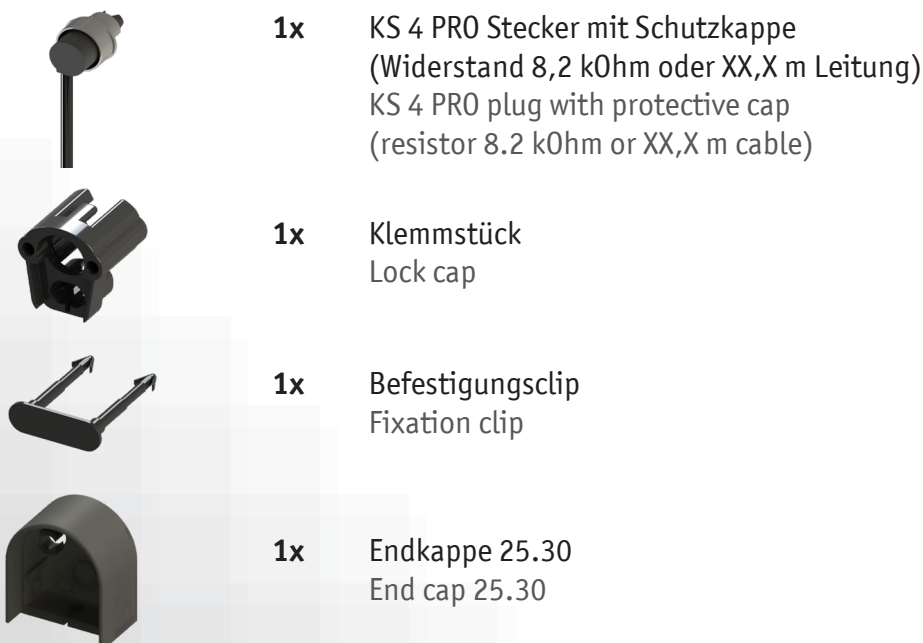 1x KS 4 PRO Stecker mit Schutzkappe
(Widerstand 8,2 kOhm oder XX,X m Leitung)
KS 4 PRO plug with protective cap
(resistor 8.2 kOhm or XX,X m cable)
1x Klemmstück
Lock cap
1x Befestigungsclip
Fixation clip
1x Endkappe 25.30
End cap 25.30